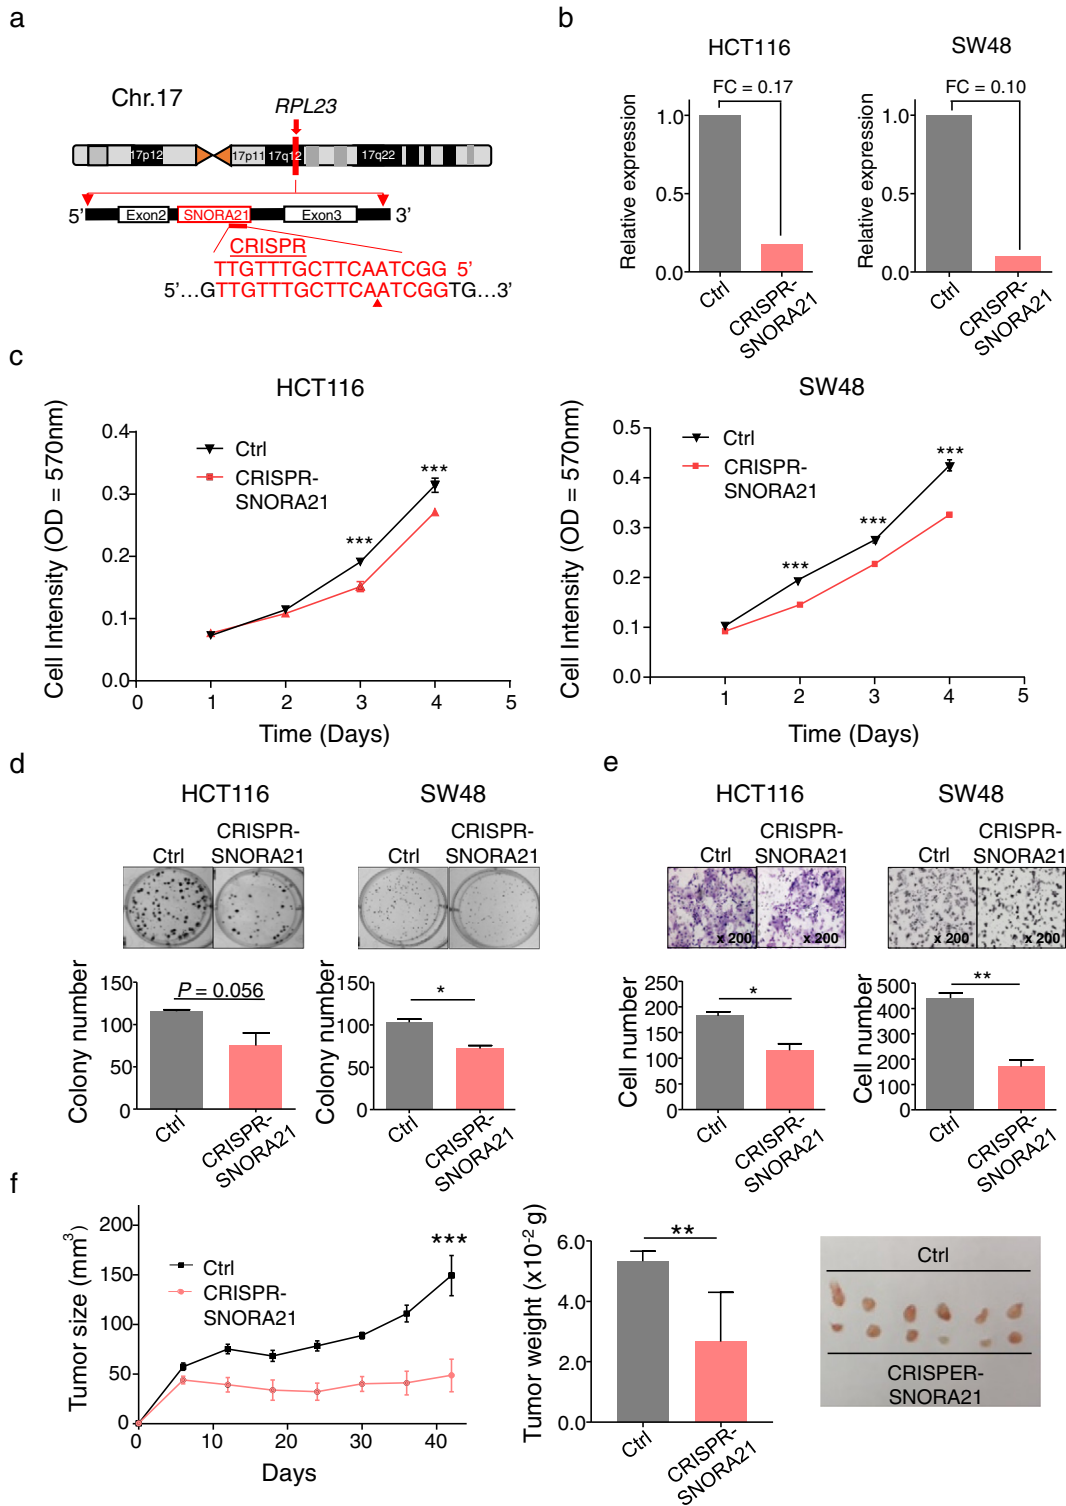 a
Chr.17
RPL23
17p12
17p11
17q12
17q22
5'
Exon2
SNORA21
Exon3
3'
CRISPR
TTGTTTGCTTCAATCGG 5'
5'...GTTGTTTGCTTCAATCGGTG...3'
b
HCT116
FC = 0.17
Relative expression
1.0
0.5
0.0
Ctrl
CRISPR-
SNORA21
SW48
FC = 0.10
Relative expression
1.0
0.5
0.0
Ctrl
CRISPR-
SNORA21
c
HCT116
Cell Intensity (OD = 570nm)
0.4
0.3
0.2
0.1
0.0
Ctrl
CRISPR-
SNORA21
***
***
0 1 2 3 4 5
Time (Days)
SW48
Cell Intensity (OD = 570nm)
0.5
0.4
0.3
0.2
0.1
0.0
Ctrl
CRISPR-
SNORA21
***
***
***
1 2 3 4 5
Time (Days)
d
HCT116
Ctrl
CRISPR-
SNORA21
Colony number
150
100
50
0
P = 0.056
Ctrl
CRISPR-
SNORA21
SW48
Ctrl
CRISPR-
SNORA21
Colony number
150
100
50
0
*
Ctrl
CRISPR-
SNORA21
e
HCT116
Ctrl
CRISPR-
SNORA21
x 200
x 200
Cell number
250
200
150
100
50
0
*
Ctrl
CRISPR-
SNORA21
SW48
Ctrl
CRISPR-
SNORA21
x 200
x 200
Cell number
500
400
300
200
100
0
**
Ctrl
CRISPR-
SNORA21
f
Tumor size (mm3)
200
150
100
50
0
Ctrl
CRISPR-
SNORA21
***
0 10 20 30 40
Days
Tumor weight (x10-2 g)
6.0
4.0
2.0
0.0
**
Ctrl
CRISPR-
SNORA21
Ctrl
CRISPER-
SNORA21